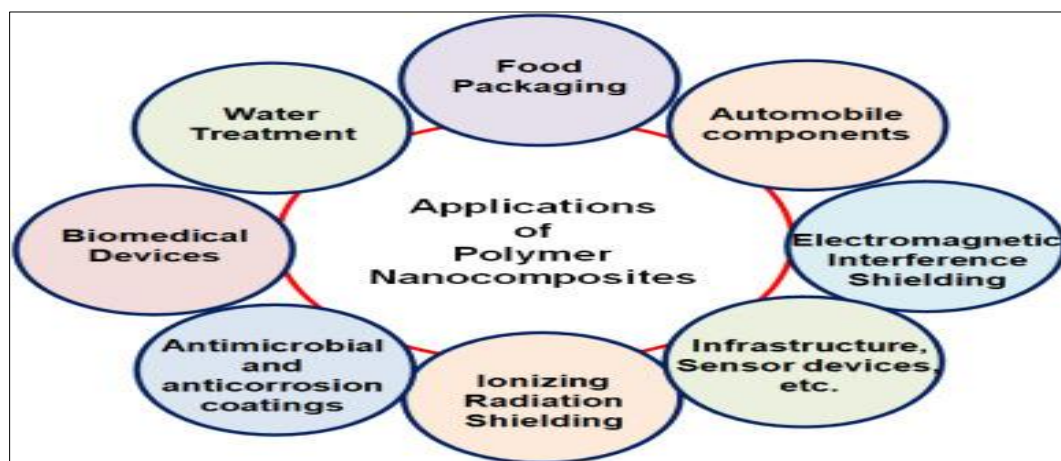 Food
Packaging
Automobile
components
Electromagnetic
Interference
Shielding
Infrastructure,
Sensor devices,
etc.
Ionizing
Radiation
Shielding
Antimicrobial
and
anticorrosion
coatings
Biomedical
Devices
Water
Treatment
Applications
of
Polymer
Nanocomposites